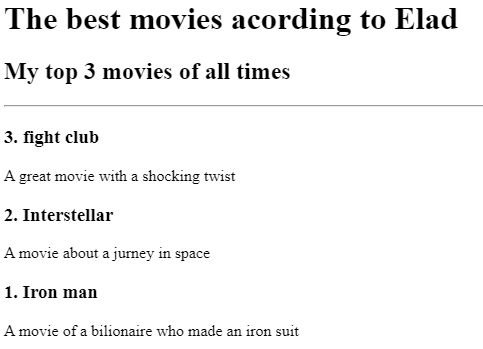 The best movies acording to Elad
My top 3 movies of all times
3. fight club
A great movie with a shocking twist
2. Interstellar
A movie about a jurney in space
1. Iron man
A movie of a bilionaire who made an iron suit